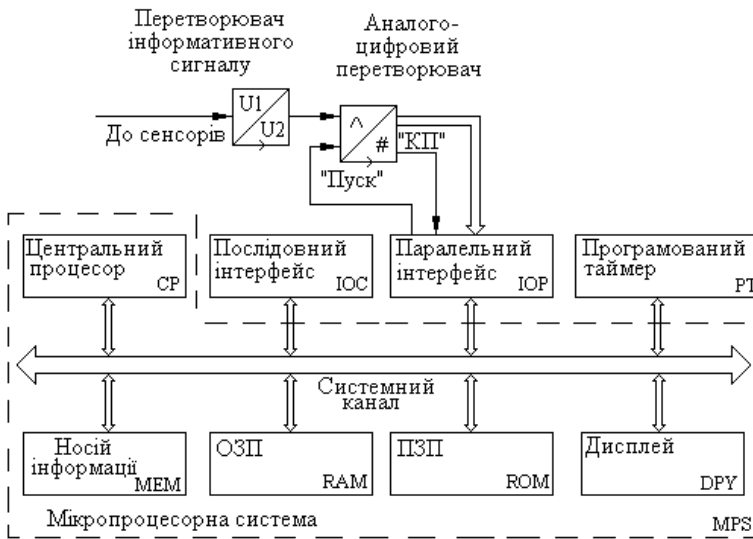 Перетворювач
інформативного
сигналу
Аналого-
цифровий
перетворювач
U1
U2
^
#
До сенсорів
"КП"
"Пуск"
Центральний
процесор
CP
Послідовний
інтерфейс
IOC
Паралельний
інтерфейс
IOP
Програмований
таймер
PT
Системний
канал
Носій
інформації
MEM
ОЗП
RAM
ПЗП
ROM
Дисплей
DPY
Мікропроцесорна система
MPS